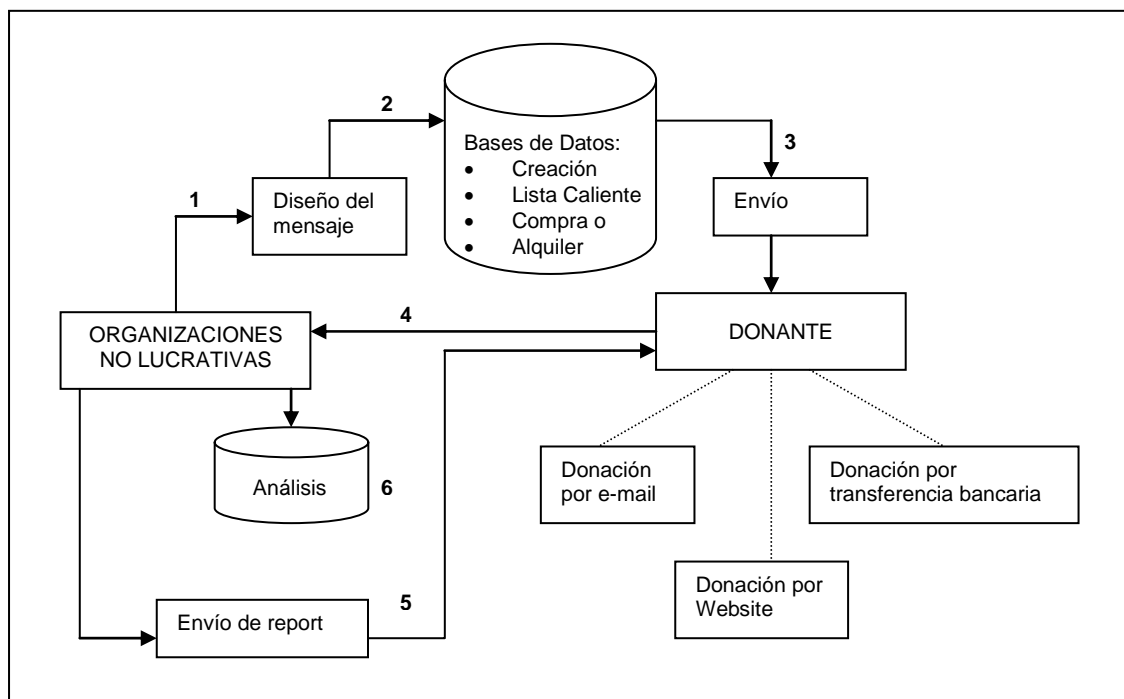 2
Bases de Datos:
• Creación
• Lista Caliente
• Compra o
• Alquiler
3
1
Diseño del
mensaje
Envío
ORGANIZACIONES
NO LUCRATIVAS
4
DONANTE
Análisis
6
Donación
por e-mail
Donación por
transferencia bancaria
Donación por
Website
Envío de report
5